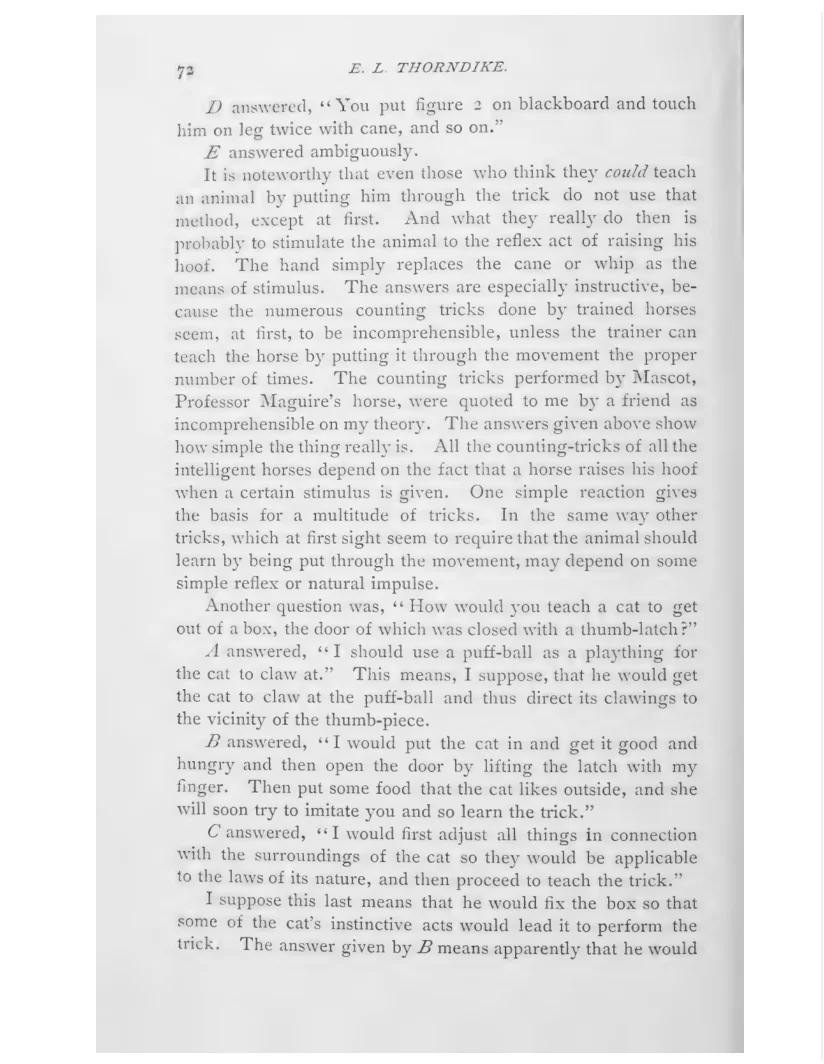 72 E. L. THORNDIKE.
D answered, “You put figure 2 on blackboard and touch
him on leg twice with cane, and so on.”
E answered ambiguously.
It is noteworthy that even those who think they could teach
an animal by putting him through the trick do not use that
method, except at first. And what they really do then is
probably to stimulate the animal to the reflex act of raising his
hoof. The hand simply replaces the cane or whip as the
means of stimulus. The answers are especially instructive, be-
cause the numerous counting tricks done by trained horses
seem, at first, to be incomprehensible, unless the trainer can
teach the horse by putting it through the movement the proper
number of times. The counting tricks performed by Mascot,
Professor Maguire’s horse, were quoted to me by a friend as
incomprehensible on my theory. The answers given above show
how simple the thing really is. All the counting-tricks of all the
intelligent horses depend on the fact that a horse raises his hoof
when a certain stimulus is given. One simple reaction gives
the basis for a multitude of tricks. In the same way other
tricks, which at first sight seem to require that the animal should
learn by being put through the movement, may depend on some
simple reflex or natural impulse.
Another question was, “How would you teach a cat to get
out of a box, the door of which was closed with a thumb-latch?”
A answered, “I should use a puff-ball as a plaything for
the cat to claw at.” This means, I suppose, that he would get
the cat to claw at the puff-ball and thus direct its clawings to
the vicinity of the thumb-piece.
B answered, “I would put the cat in and get it good and
hungry and then open the door by lifting the latch with my
finger. Then put some food that the cat likes outside, and she
will soon try to imitate you and so learn the trick.”
C answered, “I would first adjust all things in connection
with the surroundings of the cat so they would be applicable
to the laws of its nature, and then proceed to teach the trick.”
I suppose this last means that he would fix the box so that
some of the cat’s instinctive acts would lead it to perform the
trick. The answer given by B means apparently that he would